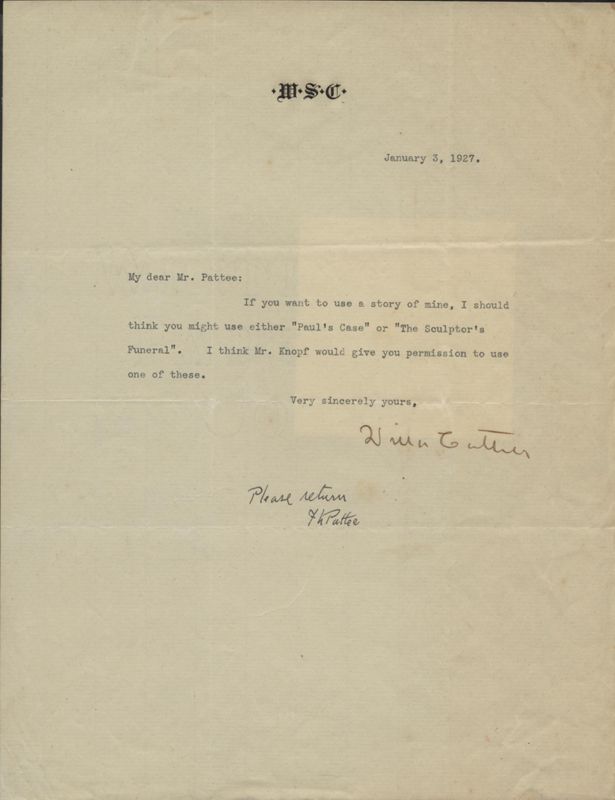 ·W·S·C·
January 3, 1927.
My dear Mr. Pattee:
If you want to use a story of mine, I should
think you might use either "Paul's Case" or "The Sculptor's
Funeral". I think Mr. Knopf would give you permission to use
one of these.
Very sincerely yours,
Willa Cather
Please return
F L Pattee